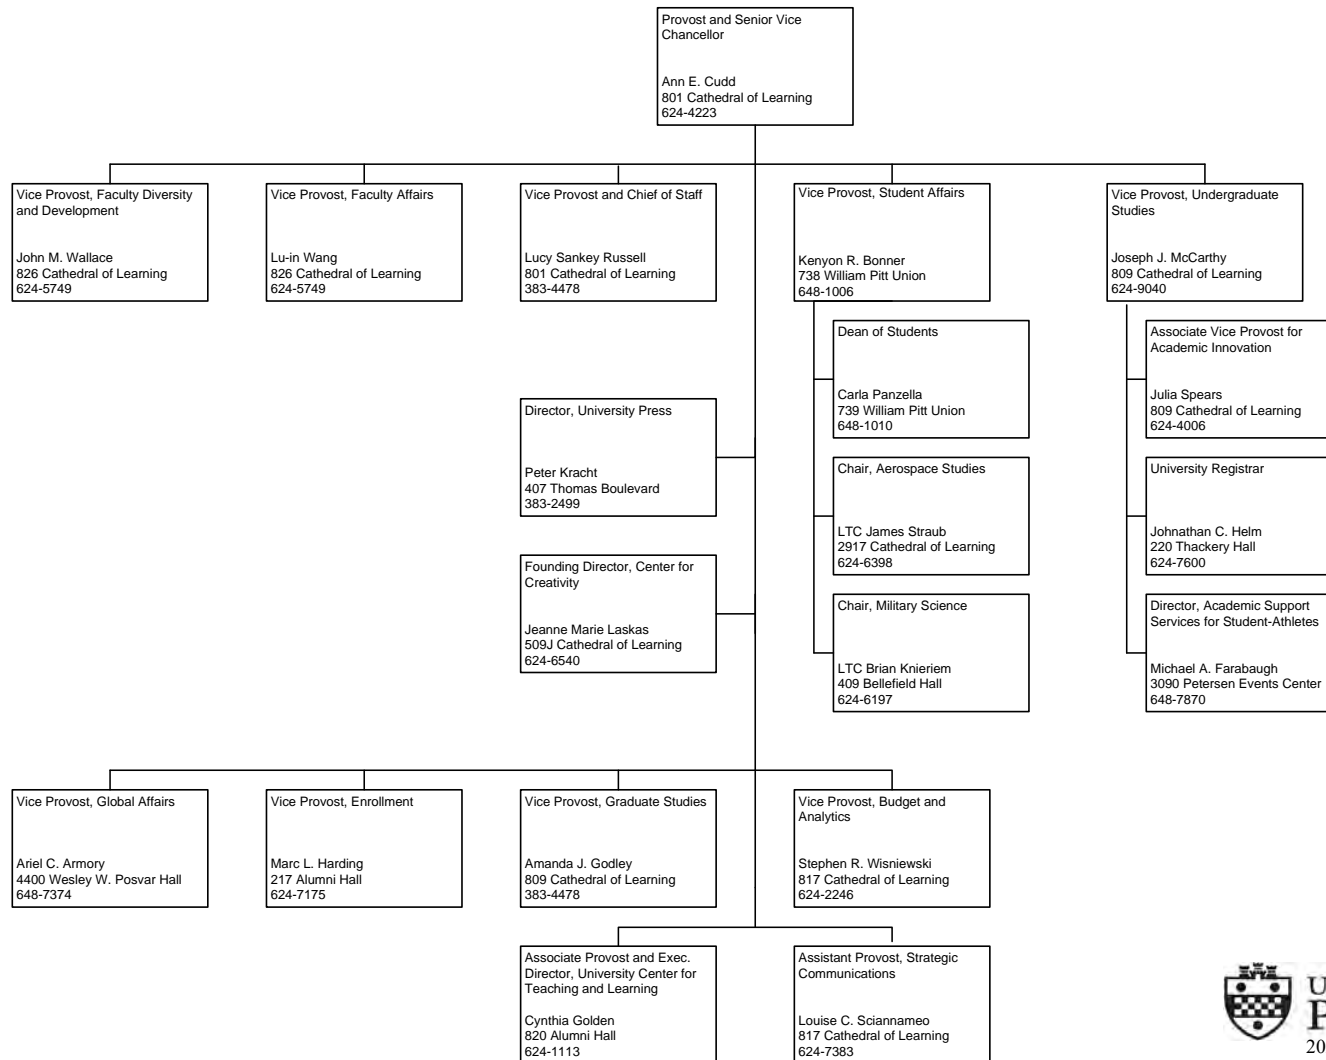 Provost and Senior Vice
Chancellor
Ann E. Cudd
801 Cathedral of Learning
624-4223
Vice Provost, Faculty Diversity
and Development
John M. Wallace
826 Cathedral of Learning
624-5749
Vice Provost, Faculty Affairs
Lu-in Wang
826 Cathedral of Learning
624-5749
Vice Provost and Chief of Staff
Lucy Sankey Russell
801 Cathedral of Learning
383-4478
Vice Provost, Student Affairs
Kenyon R. Bonner
738 William Pitt Union
648-1006
Vice Provost, Undergraduate
Studies
Joseph J. McCarthy
809 Cathedral of Learning
624-9040
Dean of Students
Carla Panzella
739 William Pitt Union
648-1010
Associate Vice Provost for
Academic Innovation
Julia Spears
809 Cathedral of Learning
624-4006
Director, University Press
Peter Kracht
407 Thomas Boulevard
383-2499
Chair, Aerospace Studies
LTC James Straub
2917 Cathedral of Learning
624-6398
University Registrar
Johnathan C. Helm
220 Thackery Hall
624-7600
Founding Director, Center for
Creativity
Jeanne Marie Laskas
509J Cathedral of Learning
624-6540
Chair, Military Science
LTC Brian Knieriem
409 Bellefield Hall
624-6197
Director, Academic Support
Services for Student-Athletes
Michael A. Farabaugh
3090 Petersen Events Center
648-7870
Vice Provost, Global Affairs
Ariel C. Armory
4400 Wesley W. Posvar Hall
648-7374
Vice Provost, Enrollment
Marc L. Harding
217 Alumni Hall
624-7175
Vice Provost, Graduate Studies
Amanda J. Godley
809 Cathedral of Learning
383-4478
Vice Provost, Budget and
Analytics
Stephen R. Wisniewski
817 Cathedral of Learning
624-2246
Associate Provost and Exec.
Director, University Center for
Teaching and Learning
Cynthia Golden
820 Alumni Hall
624-1113
Assistant Provost, Strategic
Communications
Louise C. Sciannameo
817 Cathedral of Learning
624-7383